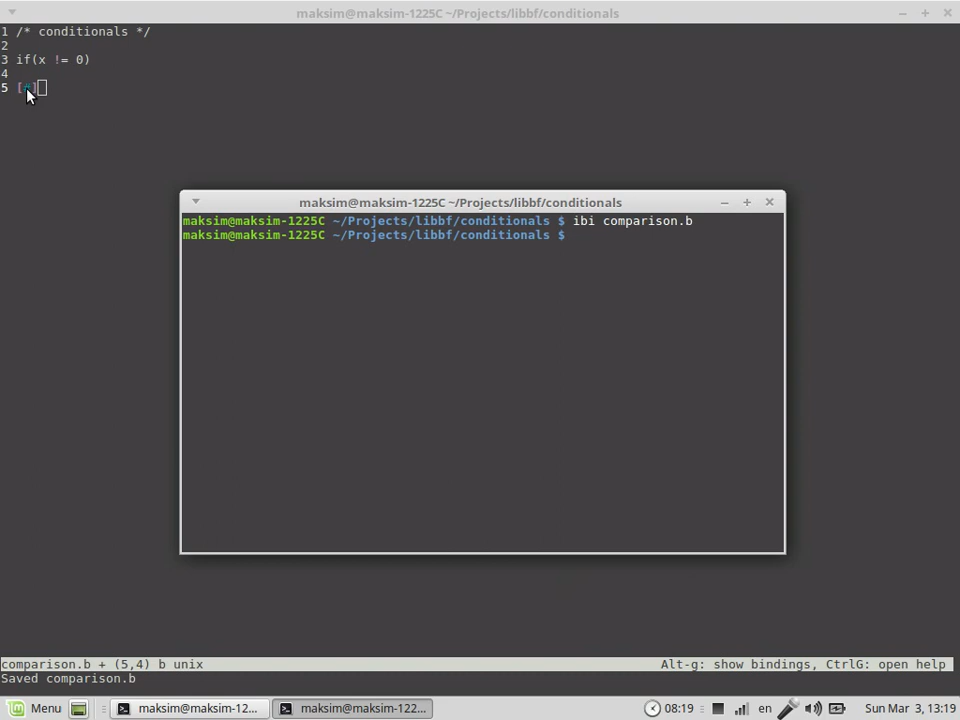 maksim@maksim-1225C ~/Projects/libbf/conditionals
1 /* conditionals */
2
3 if(x != 0)
4
5 [ ]
maksim@maksim-1225C ~/Projects/libbf/conditionals
maksim@maksim-1225C ~/Projects/libbf/conditionals $ ibi comparison.b
maksim@maksim-1225C ~/Projects/libbf/conditionals $
comparison.b + (5,4) b unix Alt-g: show bindings, CtrlG: open help
Saved comparison.b
Menu maksim@maksim-12... maksim@maksim-122... 08:19 en Sun Mar 3, 13:19